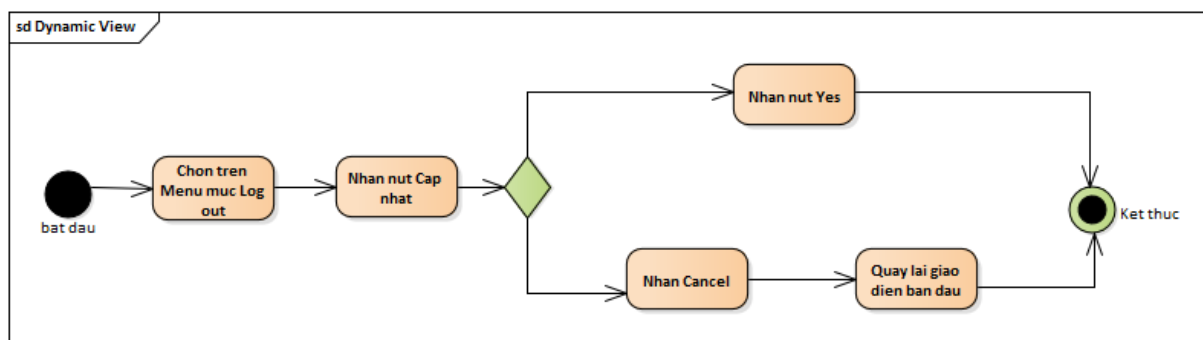 sd Dynamic View
Nhan nut Yes
Chon tren
Menu muc Log
out
Nhan nut Cap
nhat
bat dau
Ket thuc
Nhan Cancel
Quay lai giao
dien ban dau